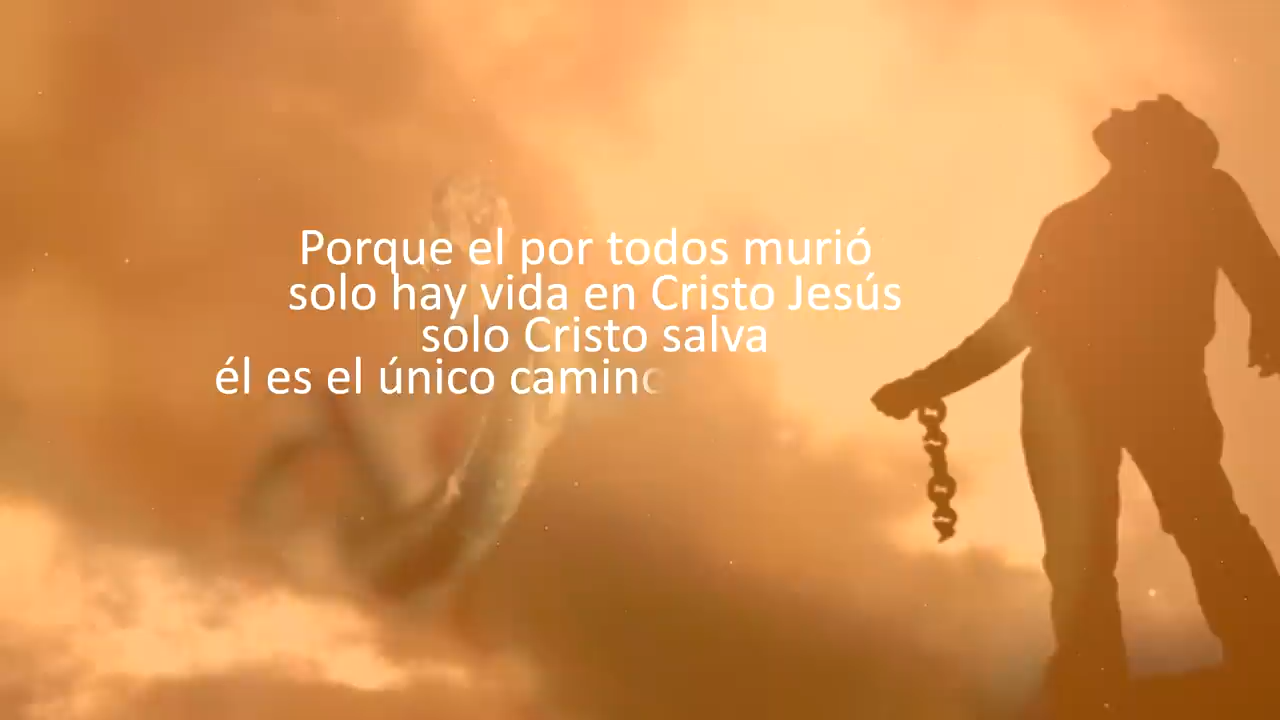 Porque el por todos murió
solo hay vida en Cristo Jesús
solo Cristo salva
él es el único camino